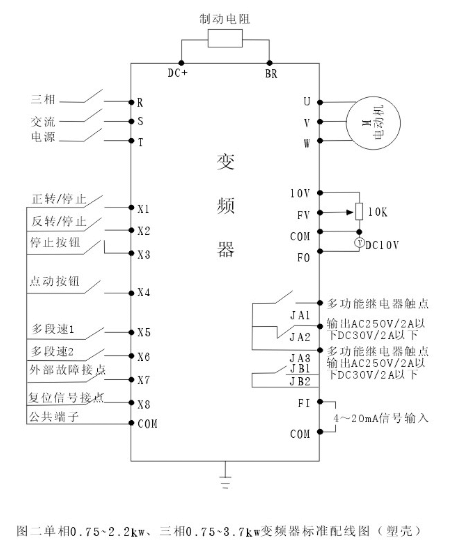 制动电阻
DC+
BR
三相
R
交流
S
电源
T
U
V
W
M
电动机
变频器
正转/停止
X1
反转/停止
X2
停止按钮
X3
点动按钮
X4
多段速1
X5
多段速2
X6
外部故障接点
X7
复位信号接点
X8
公共端子
COM
10V
FV
10K
COM
V
DC10V
FO
多功能继电器触点
JA1
输出AC250V/2A以
下DC30V/2A以下
JA2
多功能继电器触点
JA3
输出AC250V/2A以
JB1
下DC30V/2A以下
JB2
FI
4～20mA信号输入
COM
图二单相0.75~2.2kw、三相0.75~3.7kw变频器标准配线图（塑壳）